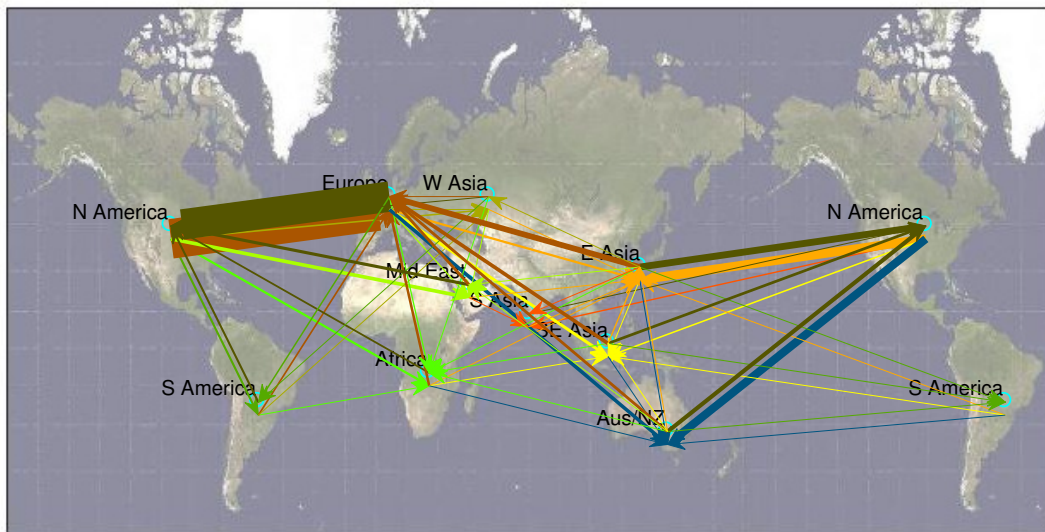 Europe
W Asia
N America
N America
E Asia
Mid East
S Asia
SE Asia
Africa
S America
S America
Aus/NZ